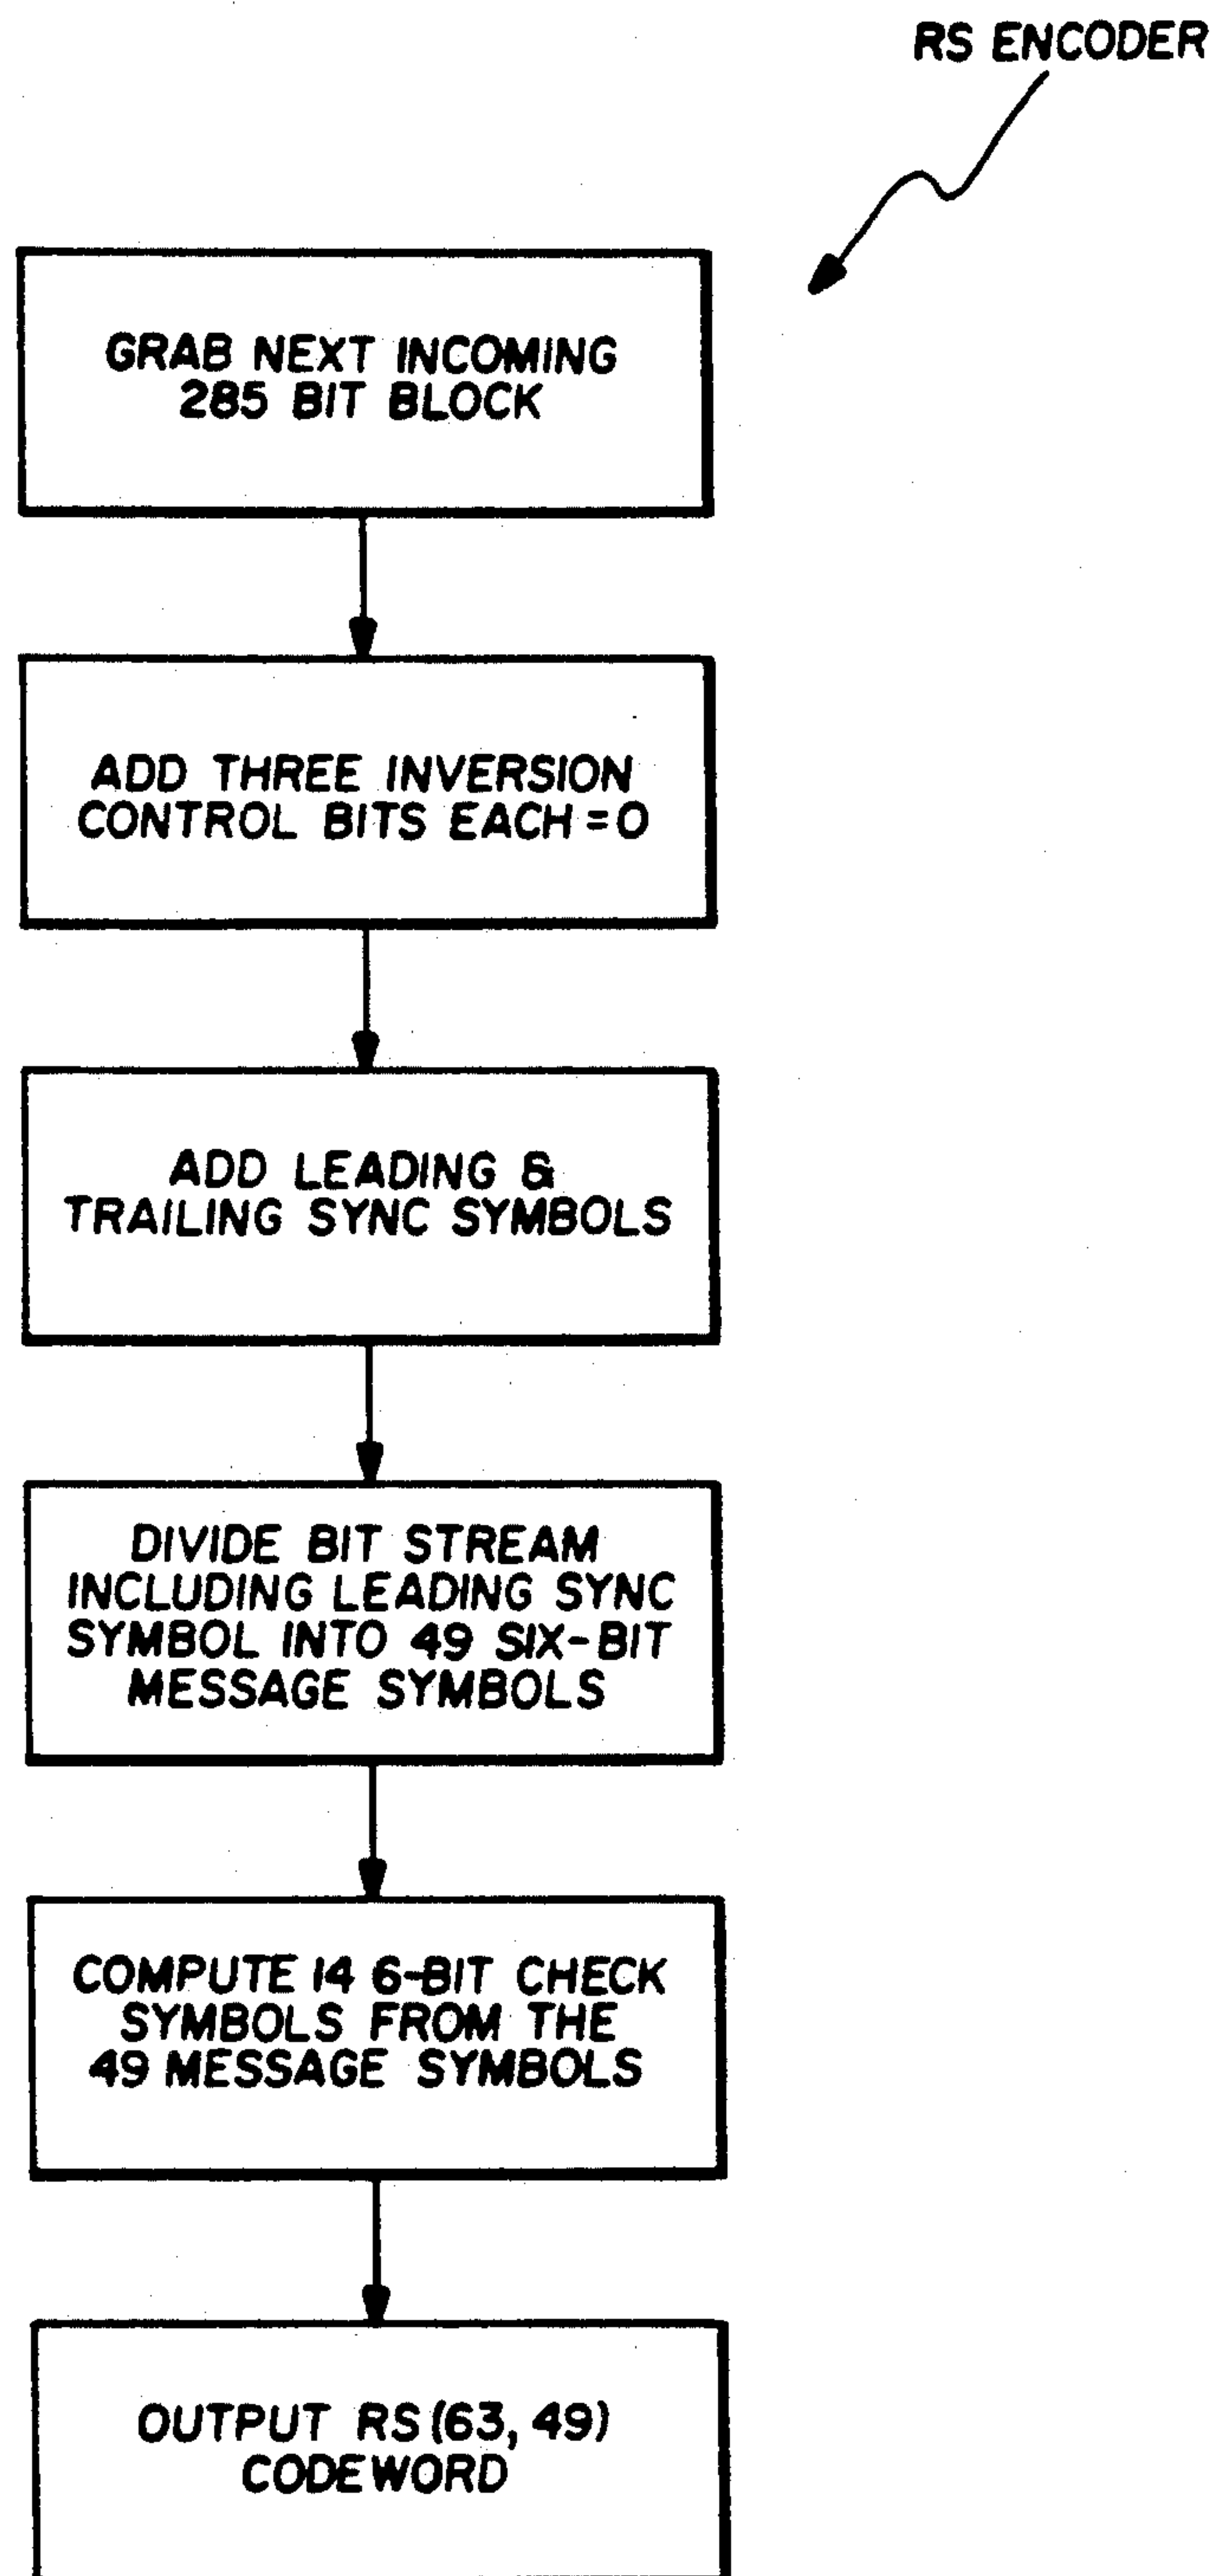 RS ENCODER
GRAB NEXT INCOMING
285 BIT BLOCK
ADD THREE INVERSION
CONTROL BITS EACH = 0
ADD LEADING &
TRAILING SYNC SYMBOLS
DIVIDE BIT STREAM
INCLUDING LEADING SYNC
SYMBOL INTO 49 SIX-BIT
MESSAGE SYMBOLS
COMPUTE 14 6-BIT CHECK
SYMBOLS FROM THE
49 MESSAGE SYMBOLS
OUTPUT RS (63, 49)
CODEWORD